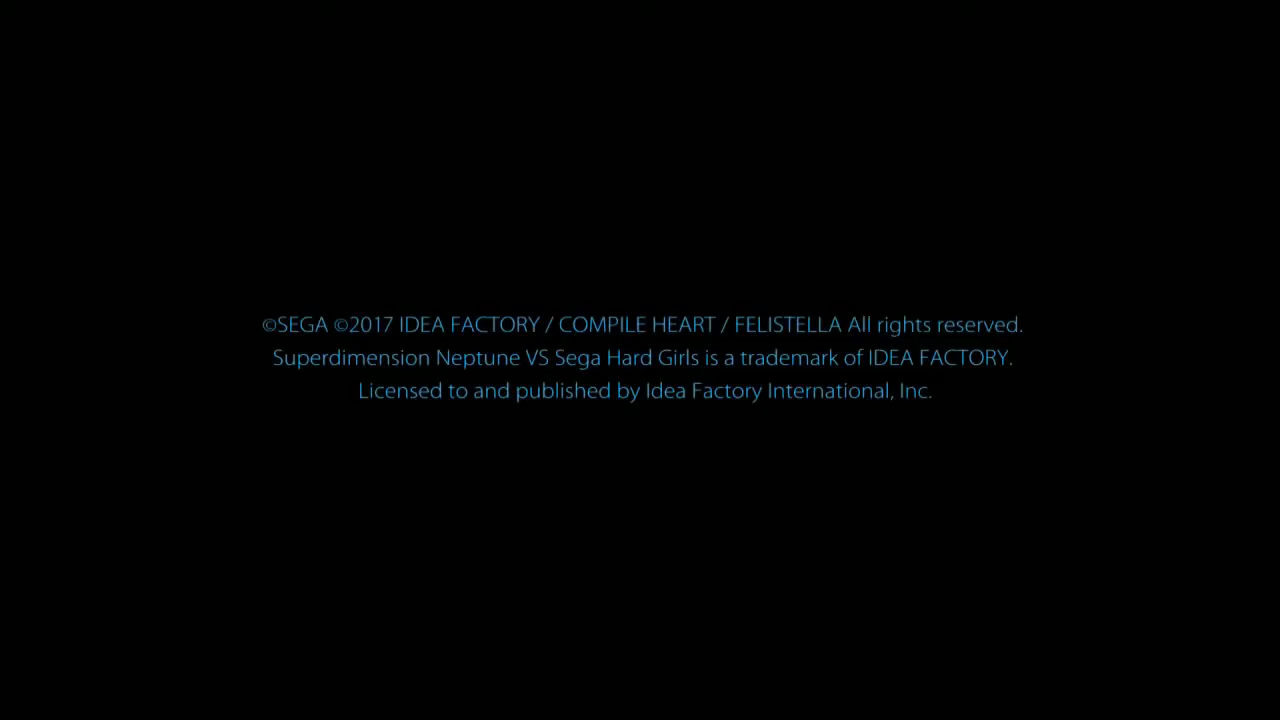 ©SEGA ©2017 IDEA FACTORY / COMPILE HEART / FELISTELLA All rights reserved.
Superdimension Neptune VS Sega Hard Girls is a trademark of IDEA FACTORY.
Licensed to and published by Idea Factory International, Inc.